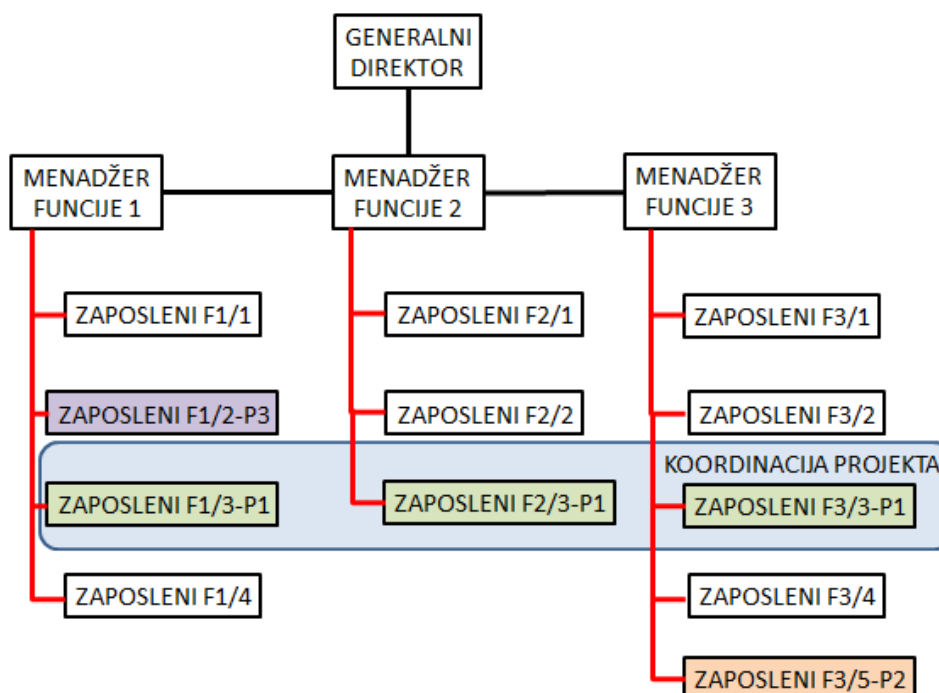 GENERALNI
DIREKTOR
MENADŽER
FUNCIJE 1
MENADŽER
FUNCIJE 2
MENADŽER
FUNCIJE 3
ZAPOSLENI F1/1
ZAPOSLENI F2/1
ZAPOSLENI F3/1
ZAPOSLENI F1/2-P3
ZAPOSLENI F2/2
ZAPOSLENI F3/2
KOORDINACIJA PROJEKTA
ZAPOSLENI F1/3-P1
ZAPOSLENI F2/3-P1
ZAPOSLENI F3/3-P1
ZAPOSLENI F1/4
ZAPOSLENI F3/4
ZAPOSLENI F3/5-P2